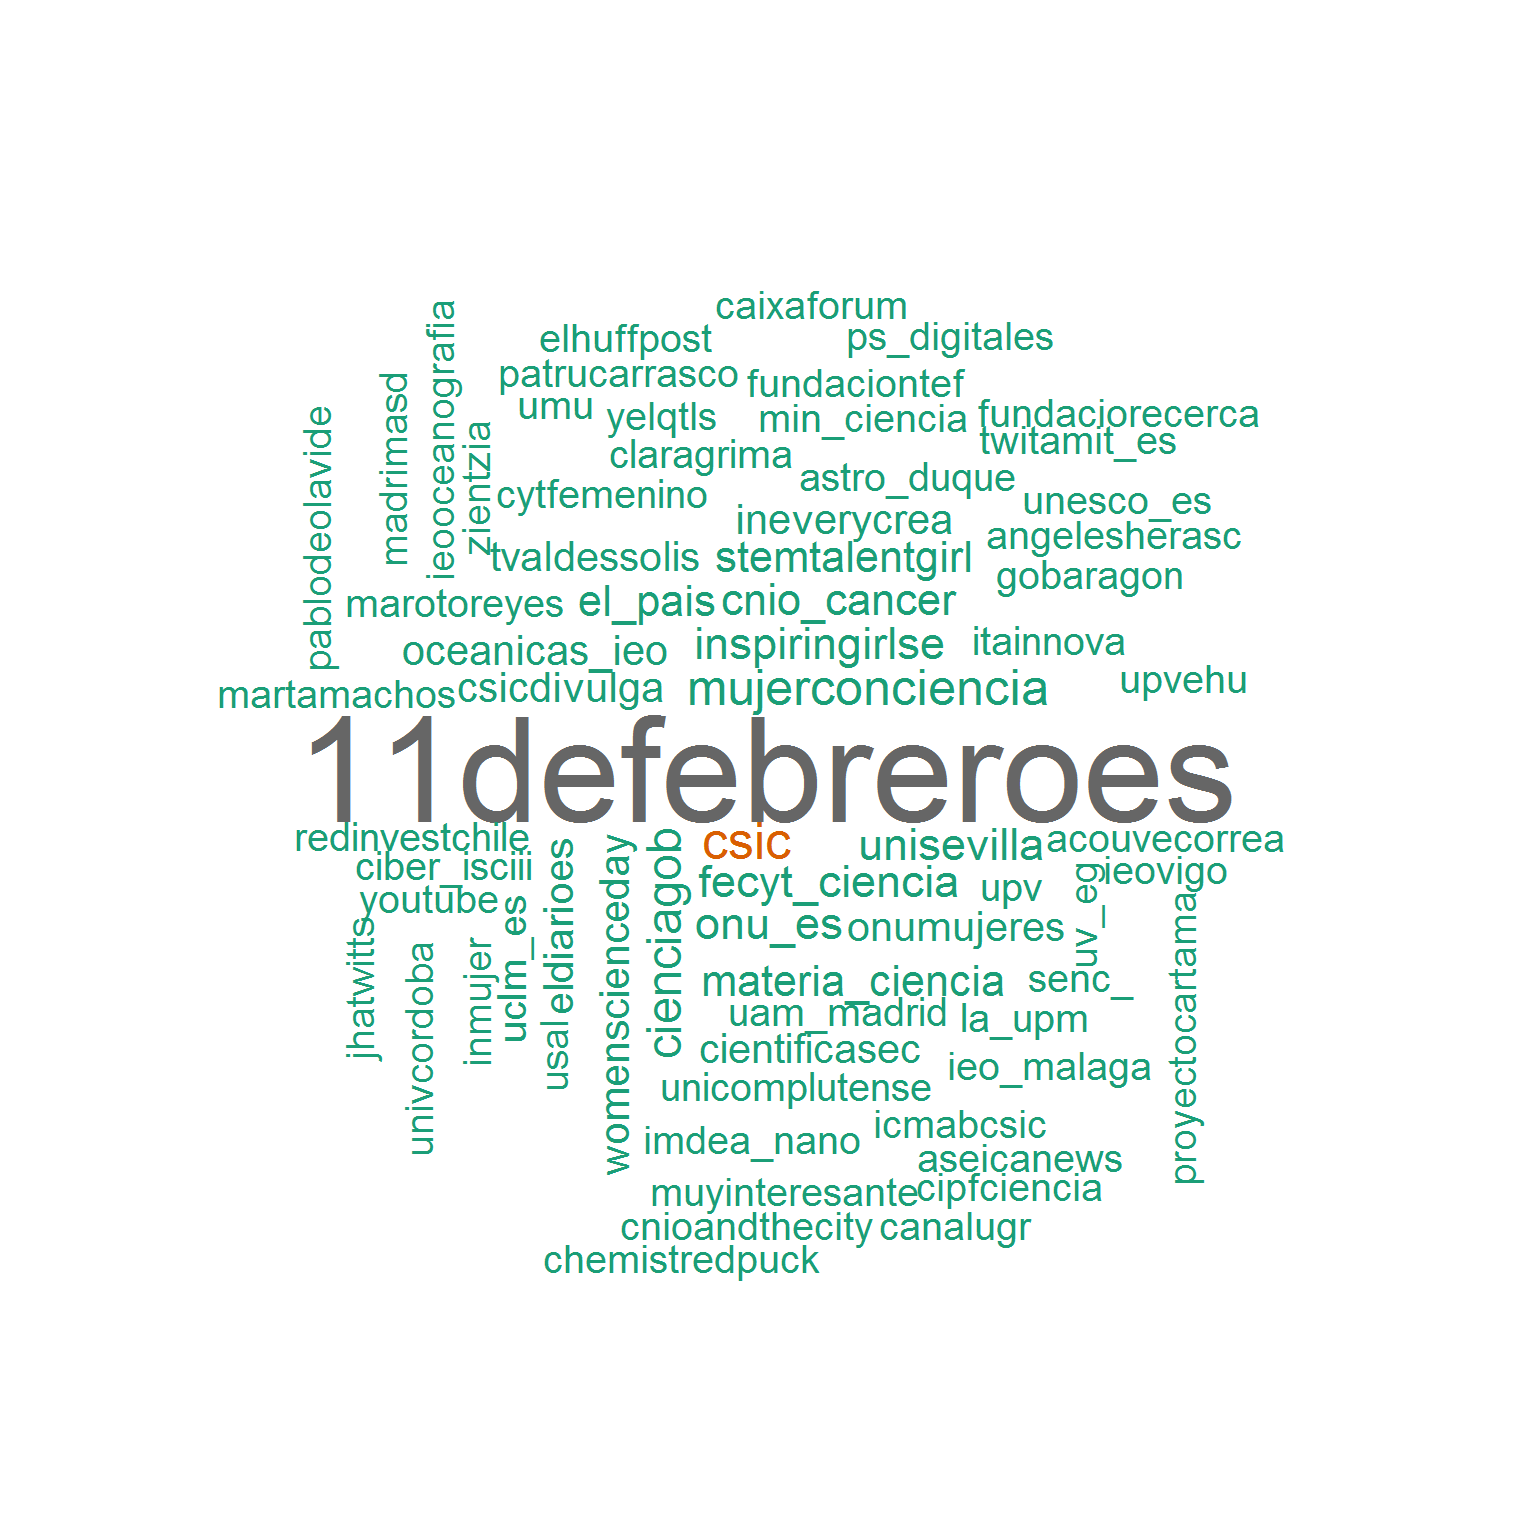 caixaforum
elhuffpost
ps_digitales
patrucarrasco
fundaciontef
umu
yelqtls
min_ciencia
fundaciorecerca
twitamit_es
claragrima
astro_duque
cytfemenino
unesco_es
ineverycrea
angelesherasc
tvaldessolis
stemtalentgirl
gobaragon
marotoreyes
el_pais
cnio_cancer
oceanicas_ieo
inspiringirlse
itainnova
martamachos
csicdivulga
mujerconciencia
upvehu
pablodeolavide
madrimasd
ieooceanografia
zientzia
11defebreroes
redinvestchile
csic
unisevilla
acouvecorrea
ciber_isciii
fecyt_ciencia
upv
ieovigo
youtube
onu_es
onumujeres
uv_eg
materia_ciencia
senc_
uam_madrid
la_upm
cientificasec
ieo_malaga
unicomplutense
icmabcsic
imdea_nano
aseicanews
muyinteresante
cipfciencia
cnioandthecity
canalugr
chemistredpuck
jhatwitts
univcordoba
inmujer
uclm_es
usal
eldiarioes
womenscienceday
cienciagob
proyectocartama